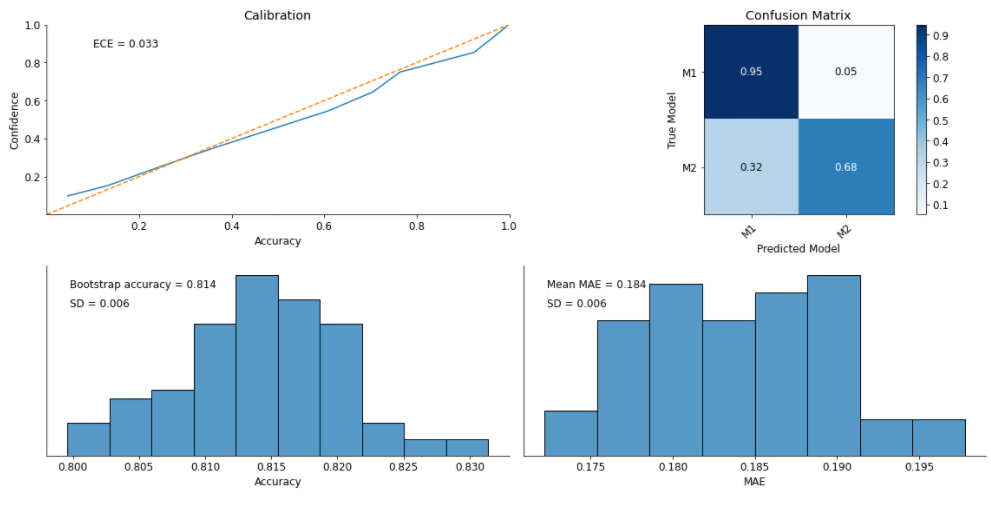 Calibration
ECE = 0.033
1.0
0.8
0.6
0.4
0.2
Confidence
0.2 0.4 0.6 0.8 1.0
Accuracy
Confusion Matrix
M1
M2
True Model
0.95 0.05
0.32 0.68
M1 M2
Predicted Model
0.9
0.8
0.7
0.6
0.5
0.4
0.3
0.2
0.1
Bootstrap accuracy = 0.814
SD = 0.006
0.800 0.805 0.810 0.815 0.820 0.825 0.830
Accuracy
Mean MAE = 0.184
SD = 0.006
0.175 0.180 0.185 0.190 0.195
MAE